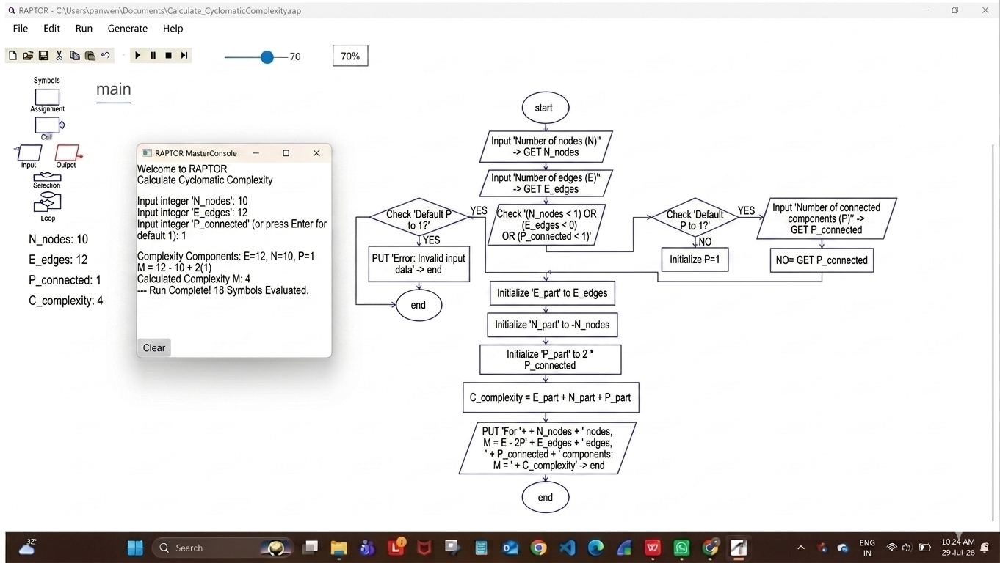 RAPTOR - C:\Users\panwen\Documents\Calculate_CyclomaticComplexity.rap
File Edit Run Generate Help
70
70%
Symbols
Assignment
Call
Input Oulpot
Selection
Loop
main
N_nodes: 10
E_edges: 12
P_connected: 1
C_complexity: 4
RAPTOR MasterConsole
Welcome to RAPTOR
Calculate Cyclomatic Complexity
Input integer 'N_nodes': 10
Input integer 'E_edges': 12
Input integer 'P_connected' (or press Enter for
default 1): 1
Complexity Components: E=12, N=10, P=1
M = 12 - 10 + 2(1)
Calculated Complexity M: 4
--- Run Complete! 18 Symbols Evaluated.
Clear
start
Input 'Number of nodes (N)"
-> GET N_nodes
Input 'Number of edges (E)"
-> GET E_edges
Check '(N_nodes < 1) OR
(E_edges < 0)
OR (P_connected < 1)'
Check 'Default P
to 1?'
YES
YES
PUT 'Error: Invalid input
data' -> end
end
Check 'Default
P to 1?'
YES
NO
Initialize P=1
Input 'Number of connected
components (P)" ->
GET P_connected
NO= GET P_connected
Initialize 'E_part' to E_edges
Initialize 'N_part' to -N_nodes
Initialize 'P_part' to 2 *
P_connected
C_complexity = E_part + N_part + P_part
PUT 'For '+ + N_nodes + ' nodes,
M = E - 2P' + E_edges + ' edges,
' + P_connected + ' components:
M = ' + C_complexity' -> end
end
Search
ENG
IN
10:24 AM
29-Jul-26